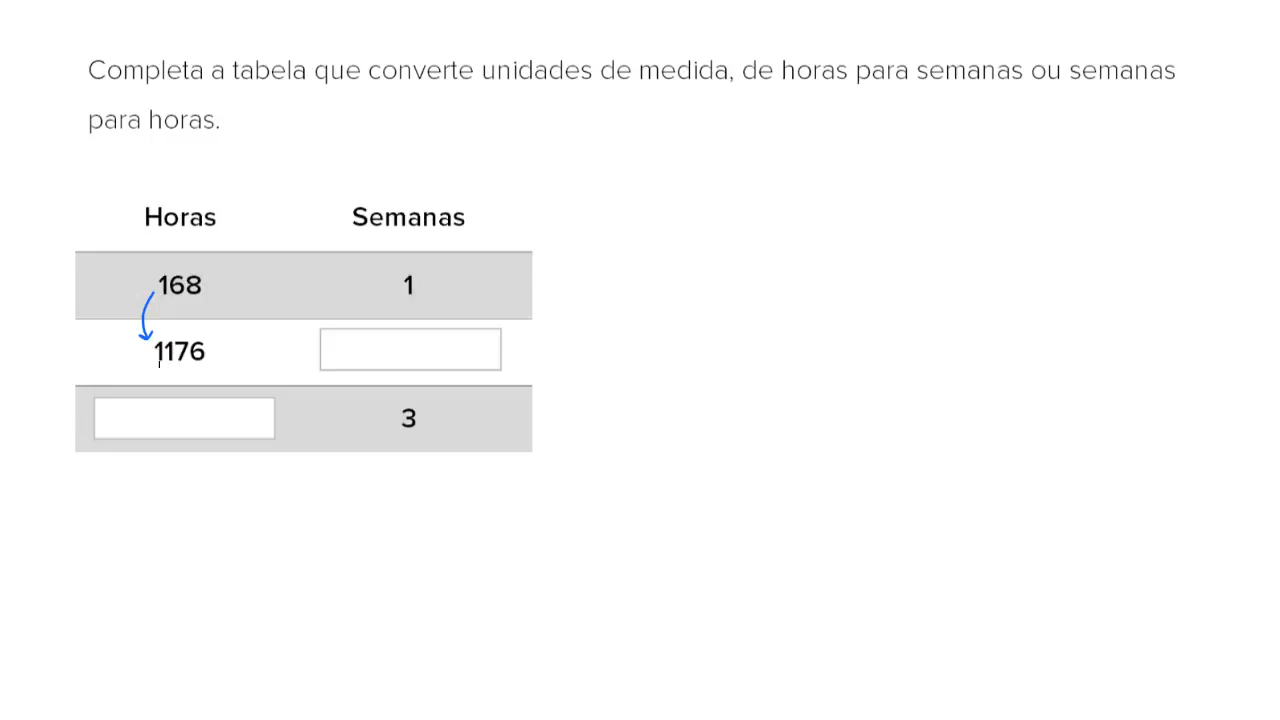 Completa a tabela que converte unidades de medida, de horas para semanas ou semanas
para horas.
Horas Semanas
168 1
1176
3